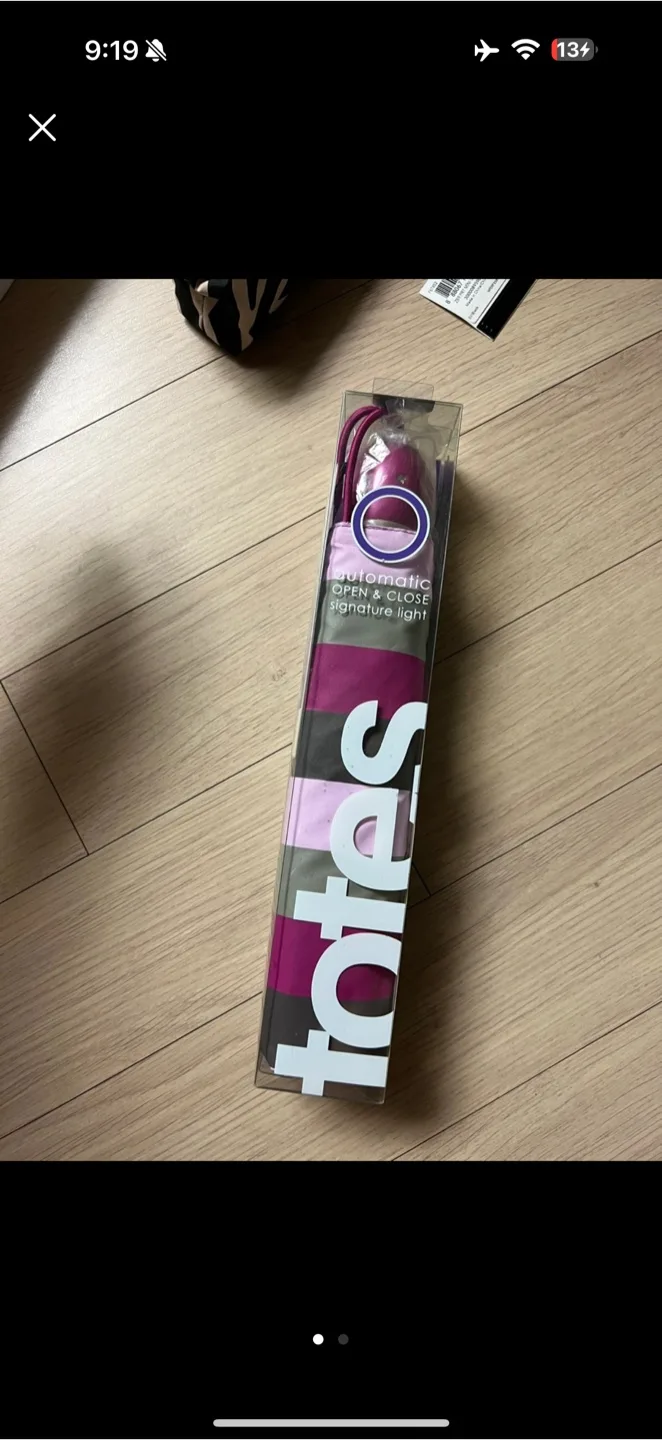 9:19
13
automatic
OPEN & CLOSE
signature light
totes